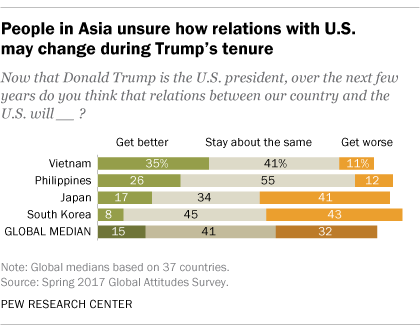 People in Asia unsure how relations with U.S.
may change during Trump's tenure
Now that Donald Trump is the U.S. president, over the next few
years do you think that relations between our country and the
U.S. will __ ?
Get better Stay about the same Get worse
Vietnam 35% 41% 11%
Philippines 26 55 12
Japan 17 34 41
South Korea 8 45 43
GLOBAL MEDIAN 15 41 32
Note: Global medians based on 37 countries.
Source: Spring 2017 Global Attitudes Survey.
PEW RESEARCH CENTER